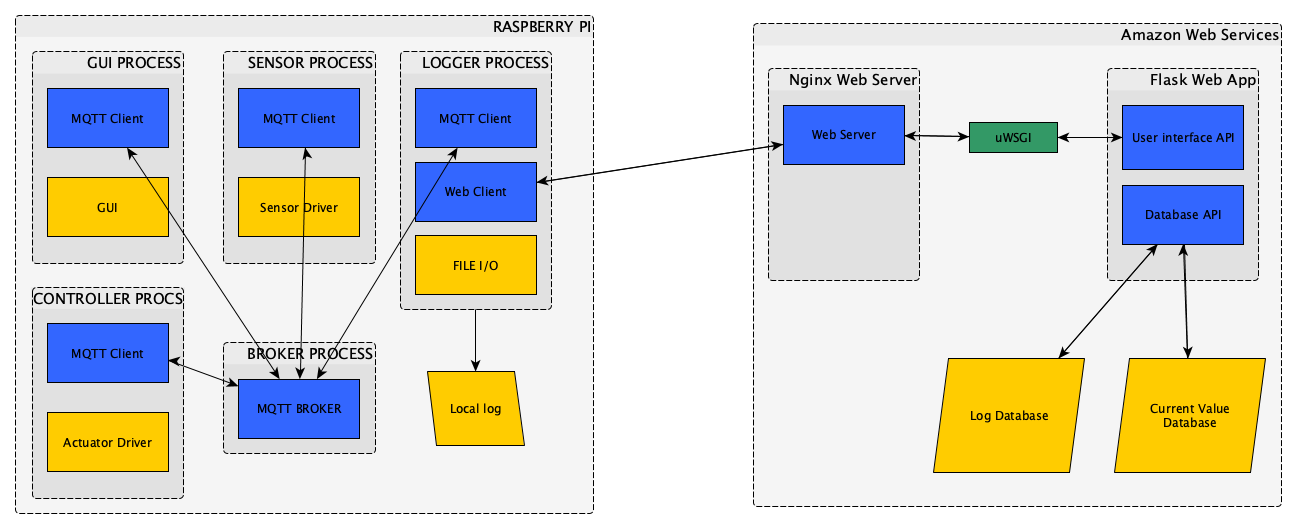 RASPBERRY PI
GUI PROCESS
MQTT Client
GUI
SENSOR PROCESS
MQTT Client
Sensor Driver
LOGGER PROCESS
MQTT Client
Web Client
FILE I/O
CONTROLLER PROCS
MQTT Client
Actuator Driver
BROKER PROCESS
MQTT BROKER
Local log
Amazon Web Services
Nginx Web Server
Web Server
uWSGI
Flask Web App
User interface API
Database API
Log Database
Current Value
Database